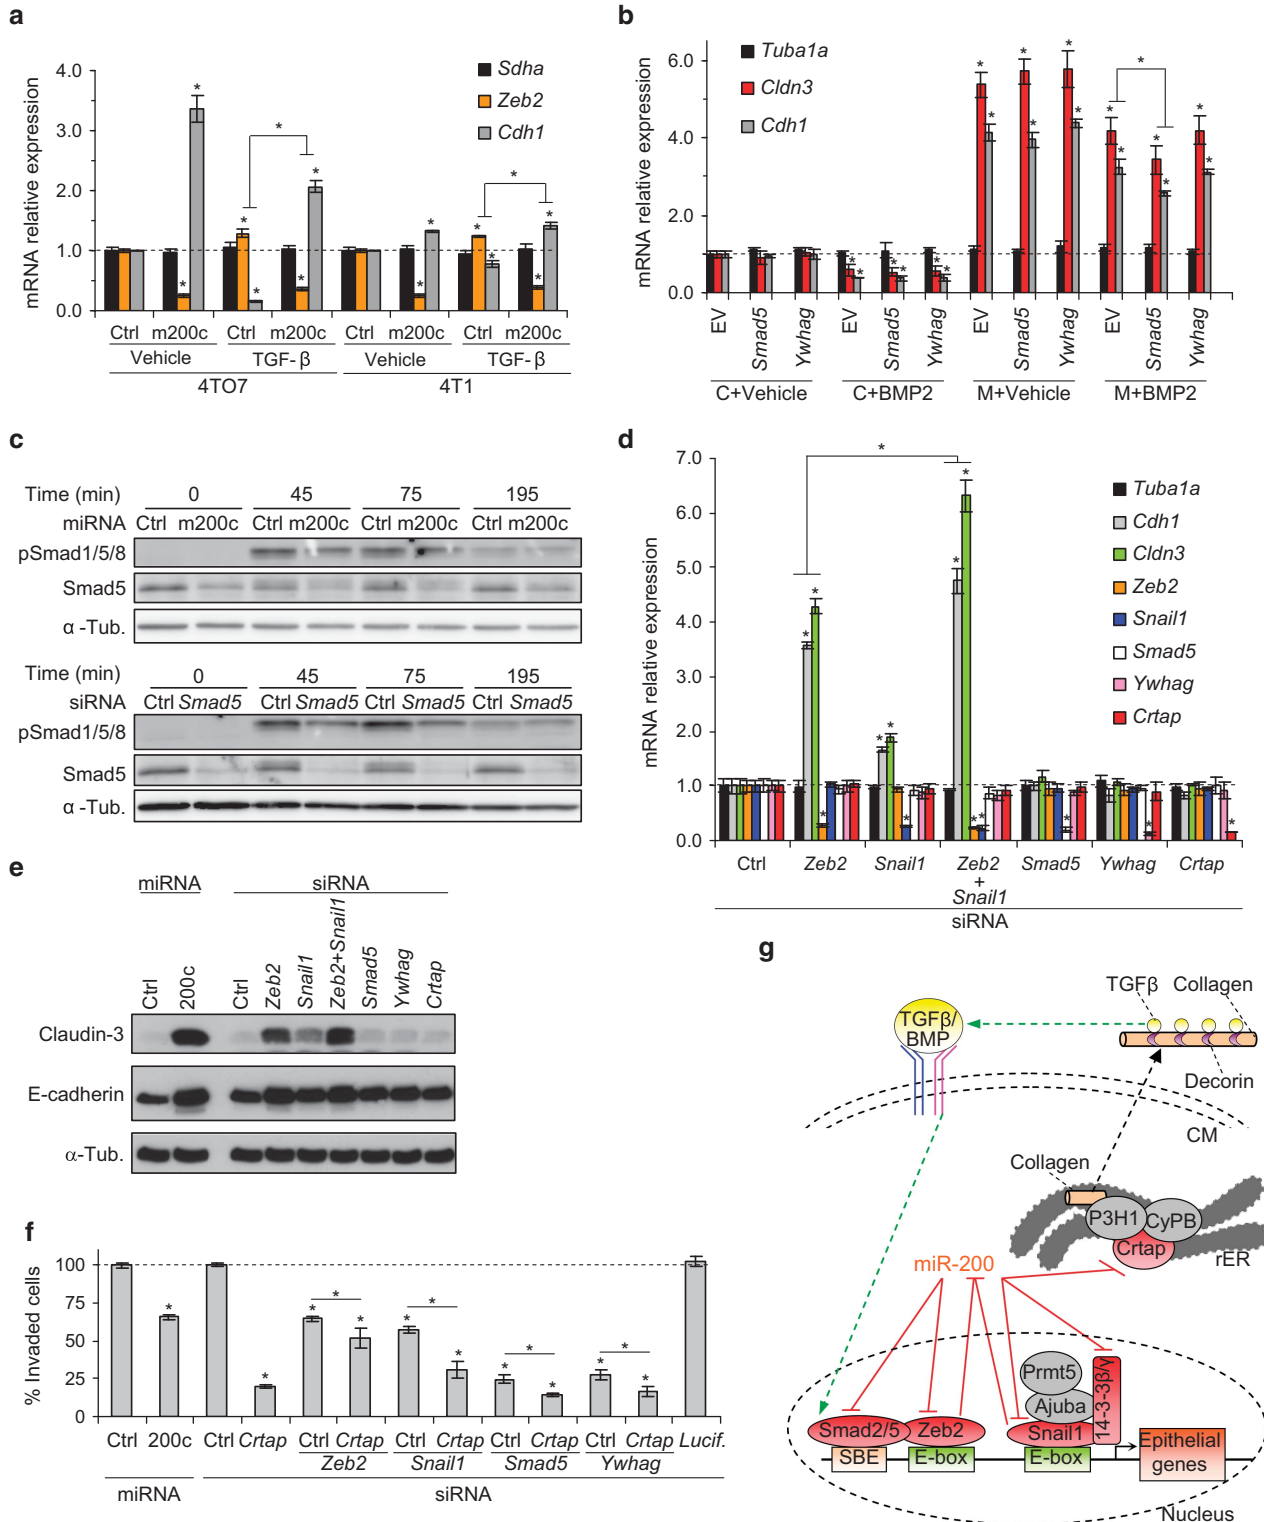 a
mRNA relative expression
4.0
3.0
2.0
1.0
0.0
Sdha
Zeb2
Cdh1
* * * * * * * * * * * *
Ctrl m200c Ctrl m200c Ctrl m200c Ctrl m200c
Vehicle TGF-β Vehicle TGF-β
4TO7 4T1
b
mRNA relative expression
6.0
4.0
2.0
0.0
Tuba1a
Cldn3
Cdh1
EV Smad5 Ywhag EV Smad5 Ywhag EV Smad5 Ywhag EV Smad5 Ywhag
C+Vehicle C+BMP2 M+Vehicle M+BMP2
c
Time (min) 0 45 75 195
miRNA Ctrl m200c Ctrl m200c Ctrl m200c Ctrl m200c
pSmad1/5/8
Smad5
α -Tub.
Time (min) 0 45 75 195
siRNA Ctrl Smad5 Ctrl Smad5 Ctrl Smad5 Ctrl Smad5
pSmad1/5/8
Smad5
α -Tub.
d
mRNA relative expression
7.0
6.0
5.0
4.0
3.0
2.0
1.0
0.0
Tuba1a
Cdh1
Cldn3
Zeb2
Snail1
Smad5
Ywhag
Crtap
Ctrl Zeb2 Snail1 Zeb2 Smad5 Ywhag Crtap
+
Snail1
siRNA
e
miRNA siRNA
Ctrl 200c Ctrl Zeb2 Snail1 Zeb2+Snail1 Smad5 Ywhag Crtap
Claudin-3
E-cadherin
α-Tub.
f
% Invaded cells
100
75
50
25
0
Ctrl 200c Ctrl Crtap Ctrl Crtap Ctrl Crtap Ctrl Crtap Ctrl Crtap Lucif.
Zeb2 Snail1 Smad5 Ywhag
miRNA siRNA
g
TGFβ Collagen
TGFβ/
BMP
Decorin
CM
Collagen
P3H1 CyPB
Crtap
rER
miR-200
Prmt5
Ajuba
14-3-3β/γ
Smad2/5 Zeb2 Snail1
SBE E-box E-box
Epithelial
genes
Nucleus